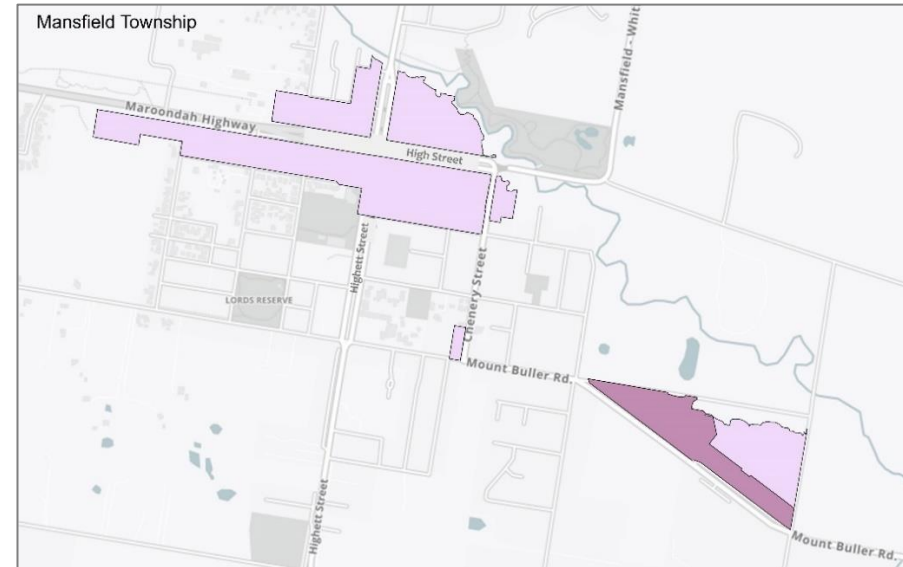 Mansfield Township
Mansfield - Whit
Maroondah Highway
High Street
Highett Street
Chenery Street
LORDS RESERVE
Mount Buller Rd.
Highett Street
Mount Buller Rd.